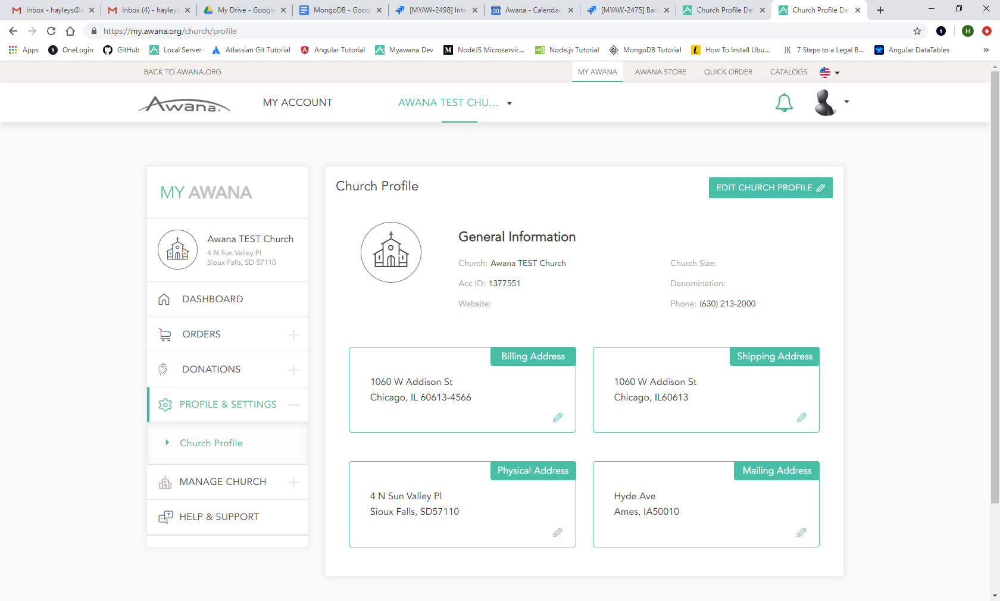 Inbox - hayleys@a
Inbox (4) - hayleyr
My Drive - Google
MongoDB - Goog
[MYAW-2498] Inte
Awana - Calendar
[MYAW-2475] Bac
Church Profile Det
Church Profile Det
https://my.awana.org/church/profile
H
Apps
OneLogin
GitHub
Local Server
Atlassian Git Tutorial
Angular Tutorial
Myawana Dev
NodeJS Microservic...
Node.js Tutorial
MongoDB Tutorial
How To Install Ubu...
JK 7 Steps to a Legal B...
Angular DataTables
BACK TO AWANA.ORG
MY AWANA
AWANA STORE
QUICK ORDER
CATALOGS
Awana®
MY ACCOUNT
AWANA TEST CHU...
MY AWANA
Awana TEST Church
4 N Sun Valley Pl
Sioux Falls, SD 57110
DASHBOARD
ORDERS
DONATIONS
PROFILE & SETTINGS
Church Profile
MANAGE CHURCH
HELP & SUPPORT
Church Profile
EDIT CHURCH PROFILE
General Information
Church: Awana TEST Church
Church Size:
Acc ID: 1377551
Denomination:
Website:
Phone: (630) 213-2000
Billing Address
1060 W Addison St
Chicago, IL 60613-4566
Shipping Address
1060 W Addison St
Chicago, IL60613
Physical Address
4 N Sun Valley Pl
Sioux Falls, SD57110
Mailing Address
Hyde Ave
Ames, IA50010